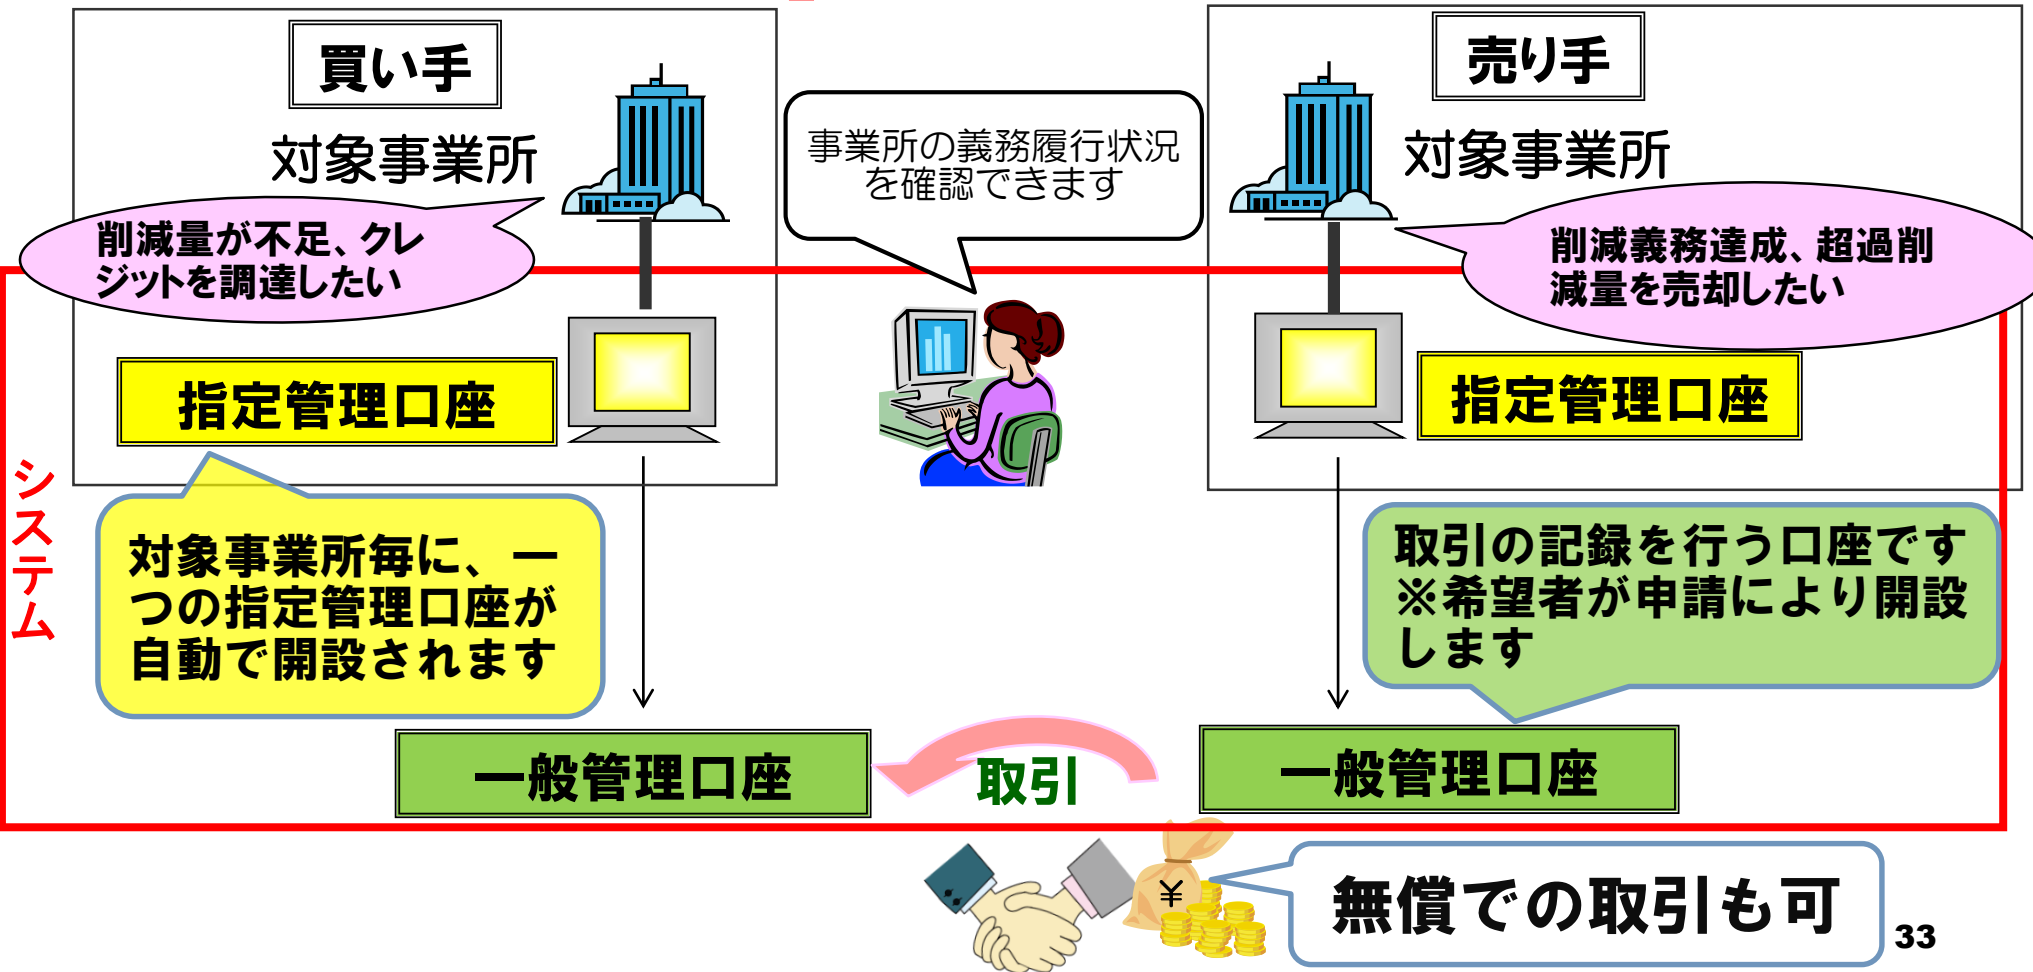 買い手
対象事業所
削減量が不足、クレ
ジットを調達したい
指定管理口座
対象事業所毎に、一
つの指定管理口座が
自動で開設されます
一般管理口座
事業所の義務履行状況
を確認できます
売り手
対象事業所
削減義務達成、超過削
減量を売却したい
指定管理口座
取引の記録を行う口座です
※希望者が申請により開設
します
一般管理口座
取引
システム
¥
無償での取引も可
33